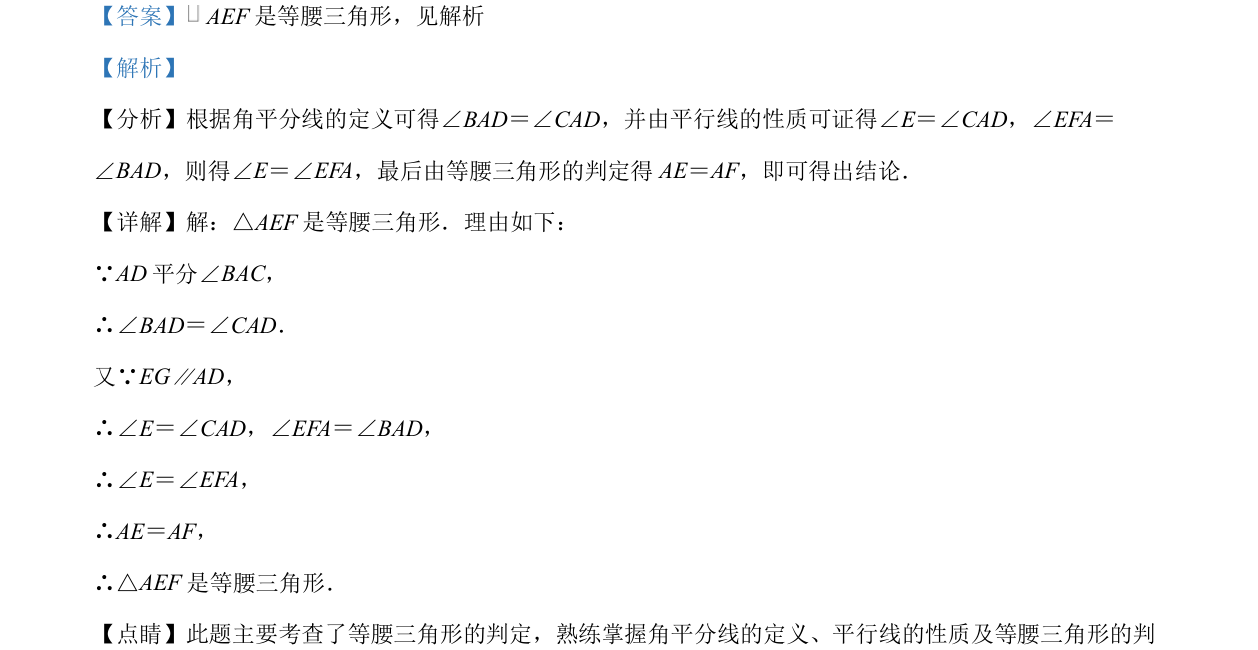 【答案】 AEF 是等腰三角形，见解析
【解析】
【分析】根据角平分线的定义可得∠BAD＝∠CAD，并由平行线的性质可证得∠E＝∠CAD，∠EFA＝
∠BAD，则得∠E＝∠EFA，最后由等腰三角形的判定得 AE＝AF，即可得出结论．
【详解】解：△AEF 是等腰三角形．理由如下：
∵AD 平分∠BAC，
∴∠BAD＝∠CAD．
又∵EG∥AD，
∴∠E＝∠CAD，∠EFA＝∠BAD，
∴∠E＝∠EFA，
∴AE＝AF，
∴△AEF 是等腰三角形．
【点睛】此题主要考查了等腰三角形的判定，熟练掌握角平分线的定义、平行线的性质及等腰三角形的判